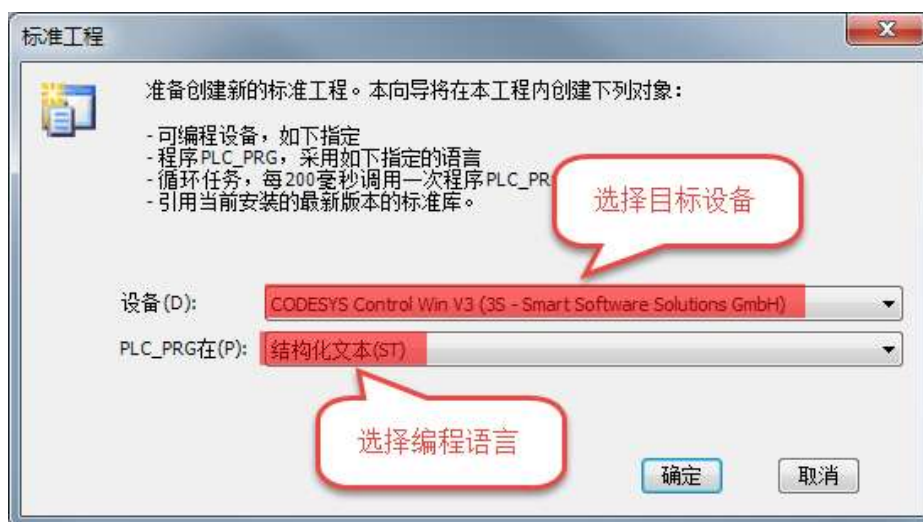 标准工程
准备创建新的标准工程。本向导将在本工程内创建下列对象：
- 可编程设备，如下指定
- 程序PLC_PRG，采用如下指定的语言
- 循环任务，每200毫秒调用一次程序PLC_PR
- 引用当前安装的最新版本的标准库。
选择目标设备
设备(D):
CODESYS Control Win V3 (3S - Smart Software Solutions GmbH)
PLC_PRG在(P):
结构化文本(ST)
选择编程语言
确定
取消